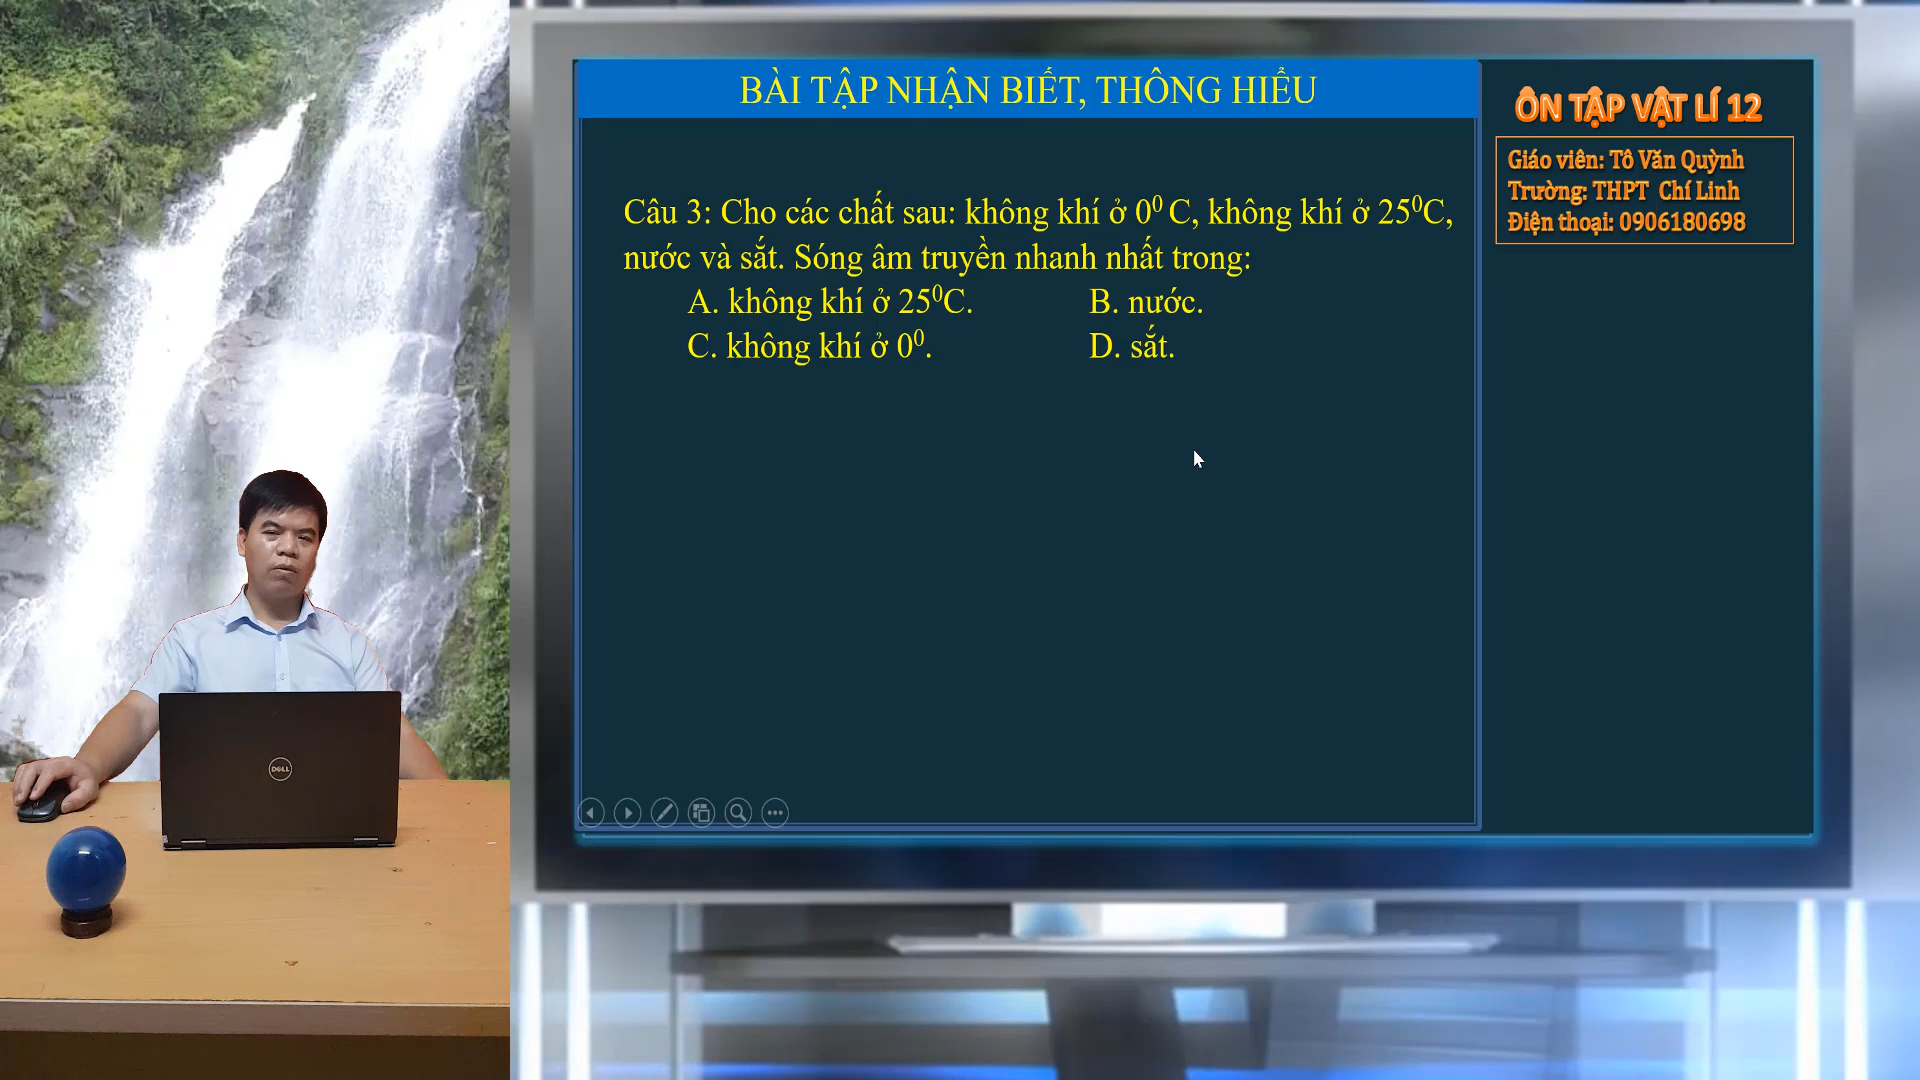 BÀI TẬP NHẬN BIẾT, THÔNG HIỂU
Câu 3: Cho các chất sau: không khí ở 0⁰ C, không khí ở 25⁰C,
nước và sắt. Sóng âm truyền nhanh nhất trong:
A. không khí ở 25⁰C. B. nước.
C. không khí ở 0⁰. D. sắt.
ÔN TẬP VẬT LÍ 12
Giáo viên: Tô Văn Quỳnh
Trường: THPT Chí Linh
Điện thoại: 0906180698
DELL